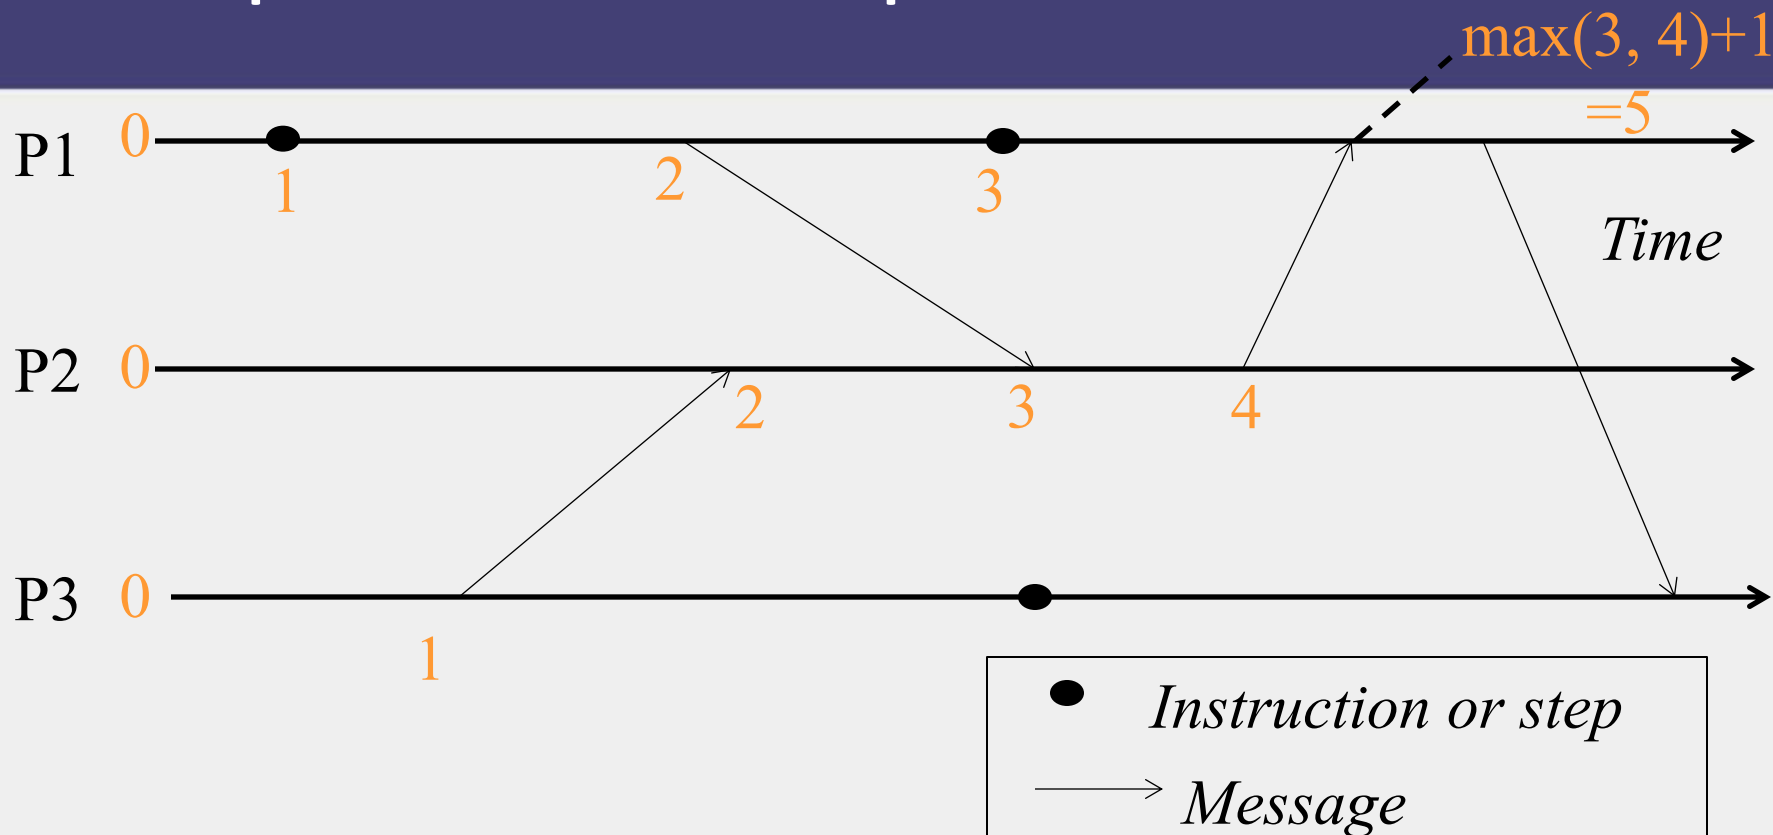 max(3, 4)+1
=5
P1 0
1 2 3
Time
P2 0
2 3 4
P3 0
1
Instruction or step
Message